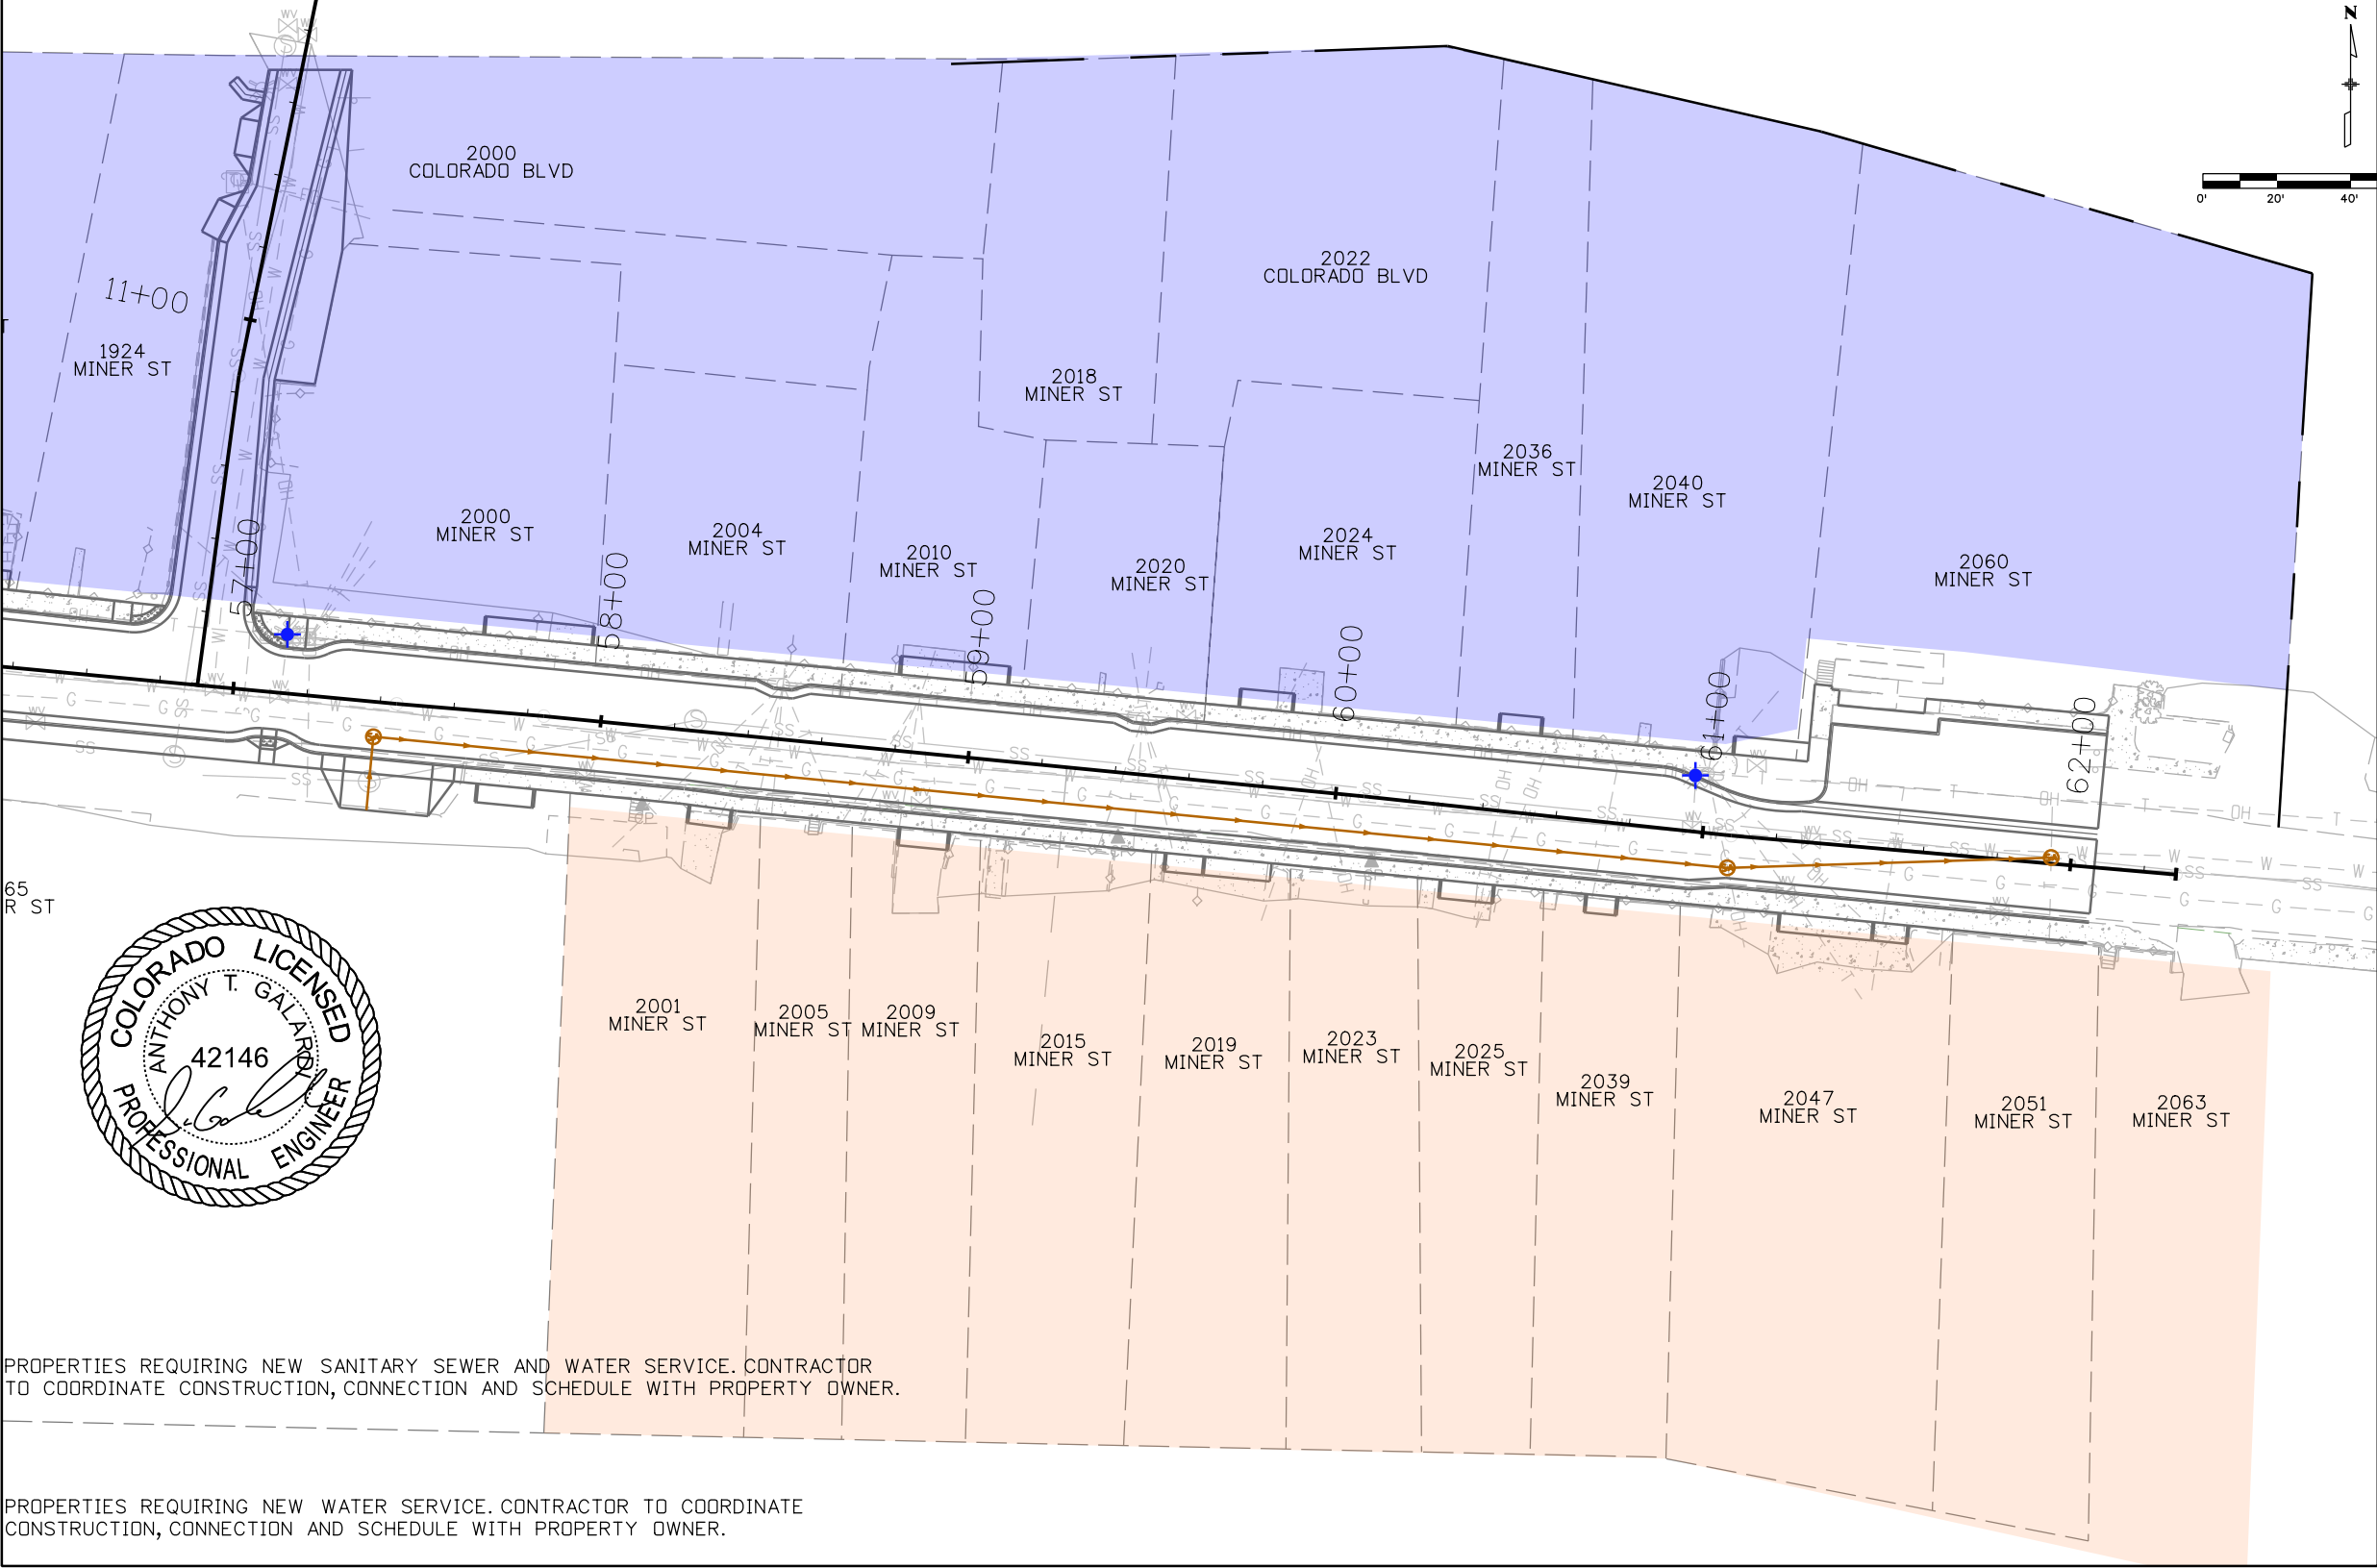 N
0' 20' 40'
2000
COLORADO BLVD
2022
COLORADO BLVD
11+00
1924
MINER ST
2018
MINER ST
2036
MINER ST
2040
MINER ST
2000
MINER ST
2004
MINER ST
2010
MINER ST
2020
MINER ST
2024
MINER ST
2060
MINER ST
57+00
58+00
59+00
60+00
61+00
62+00
65
R ST
2001
MINER ST
2005
MINER ST
2009
MINER ST
2015
MINER ST
2019
MINER ST
2023
MINER ST
2025
MINER ST
2039
MINER ST
2047
MINER ST
2051
MINER ST
2063
MINER ST
COLORADO LICENSED
ANTHONY T. GALARDI
42146
PROFESSIONAL ENGINEER
PROPERTIES REQUIRING NEW SANITARY SEWER AND WATER SERVICE. CONTRACTOR
TO COORDINATE CONSTRUCTION, CONNECTION AND SCHEDULE WITH PROPERTY OWNER.
PROPERTIES REQUIRING NEW WATER SERVICE. CONTRACTOR TO COORDINATE
CONSTRUCTION, CONNECTION AND SCHEDULE WITH PROPERTY OWNER.